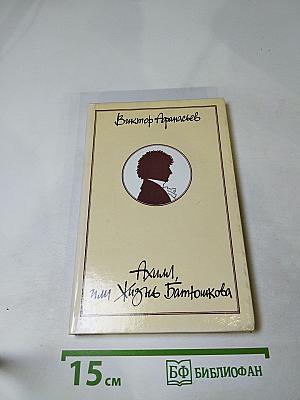 Виктор Афанасьев
Ахилл,
или Жизнь Батюшкова
15 см
БФ БИБЛИОФАН